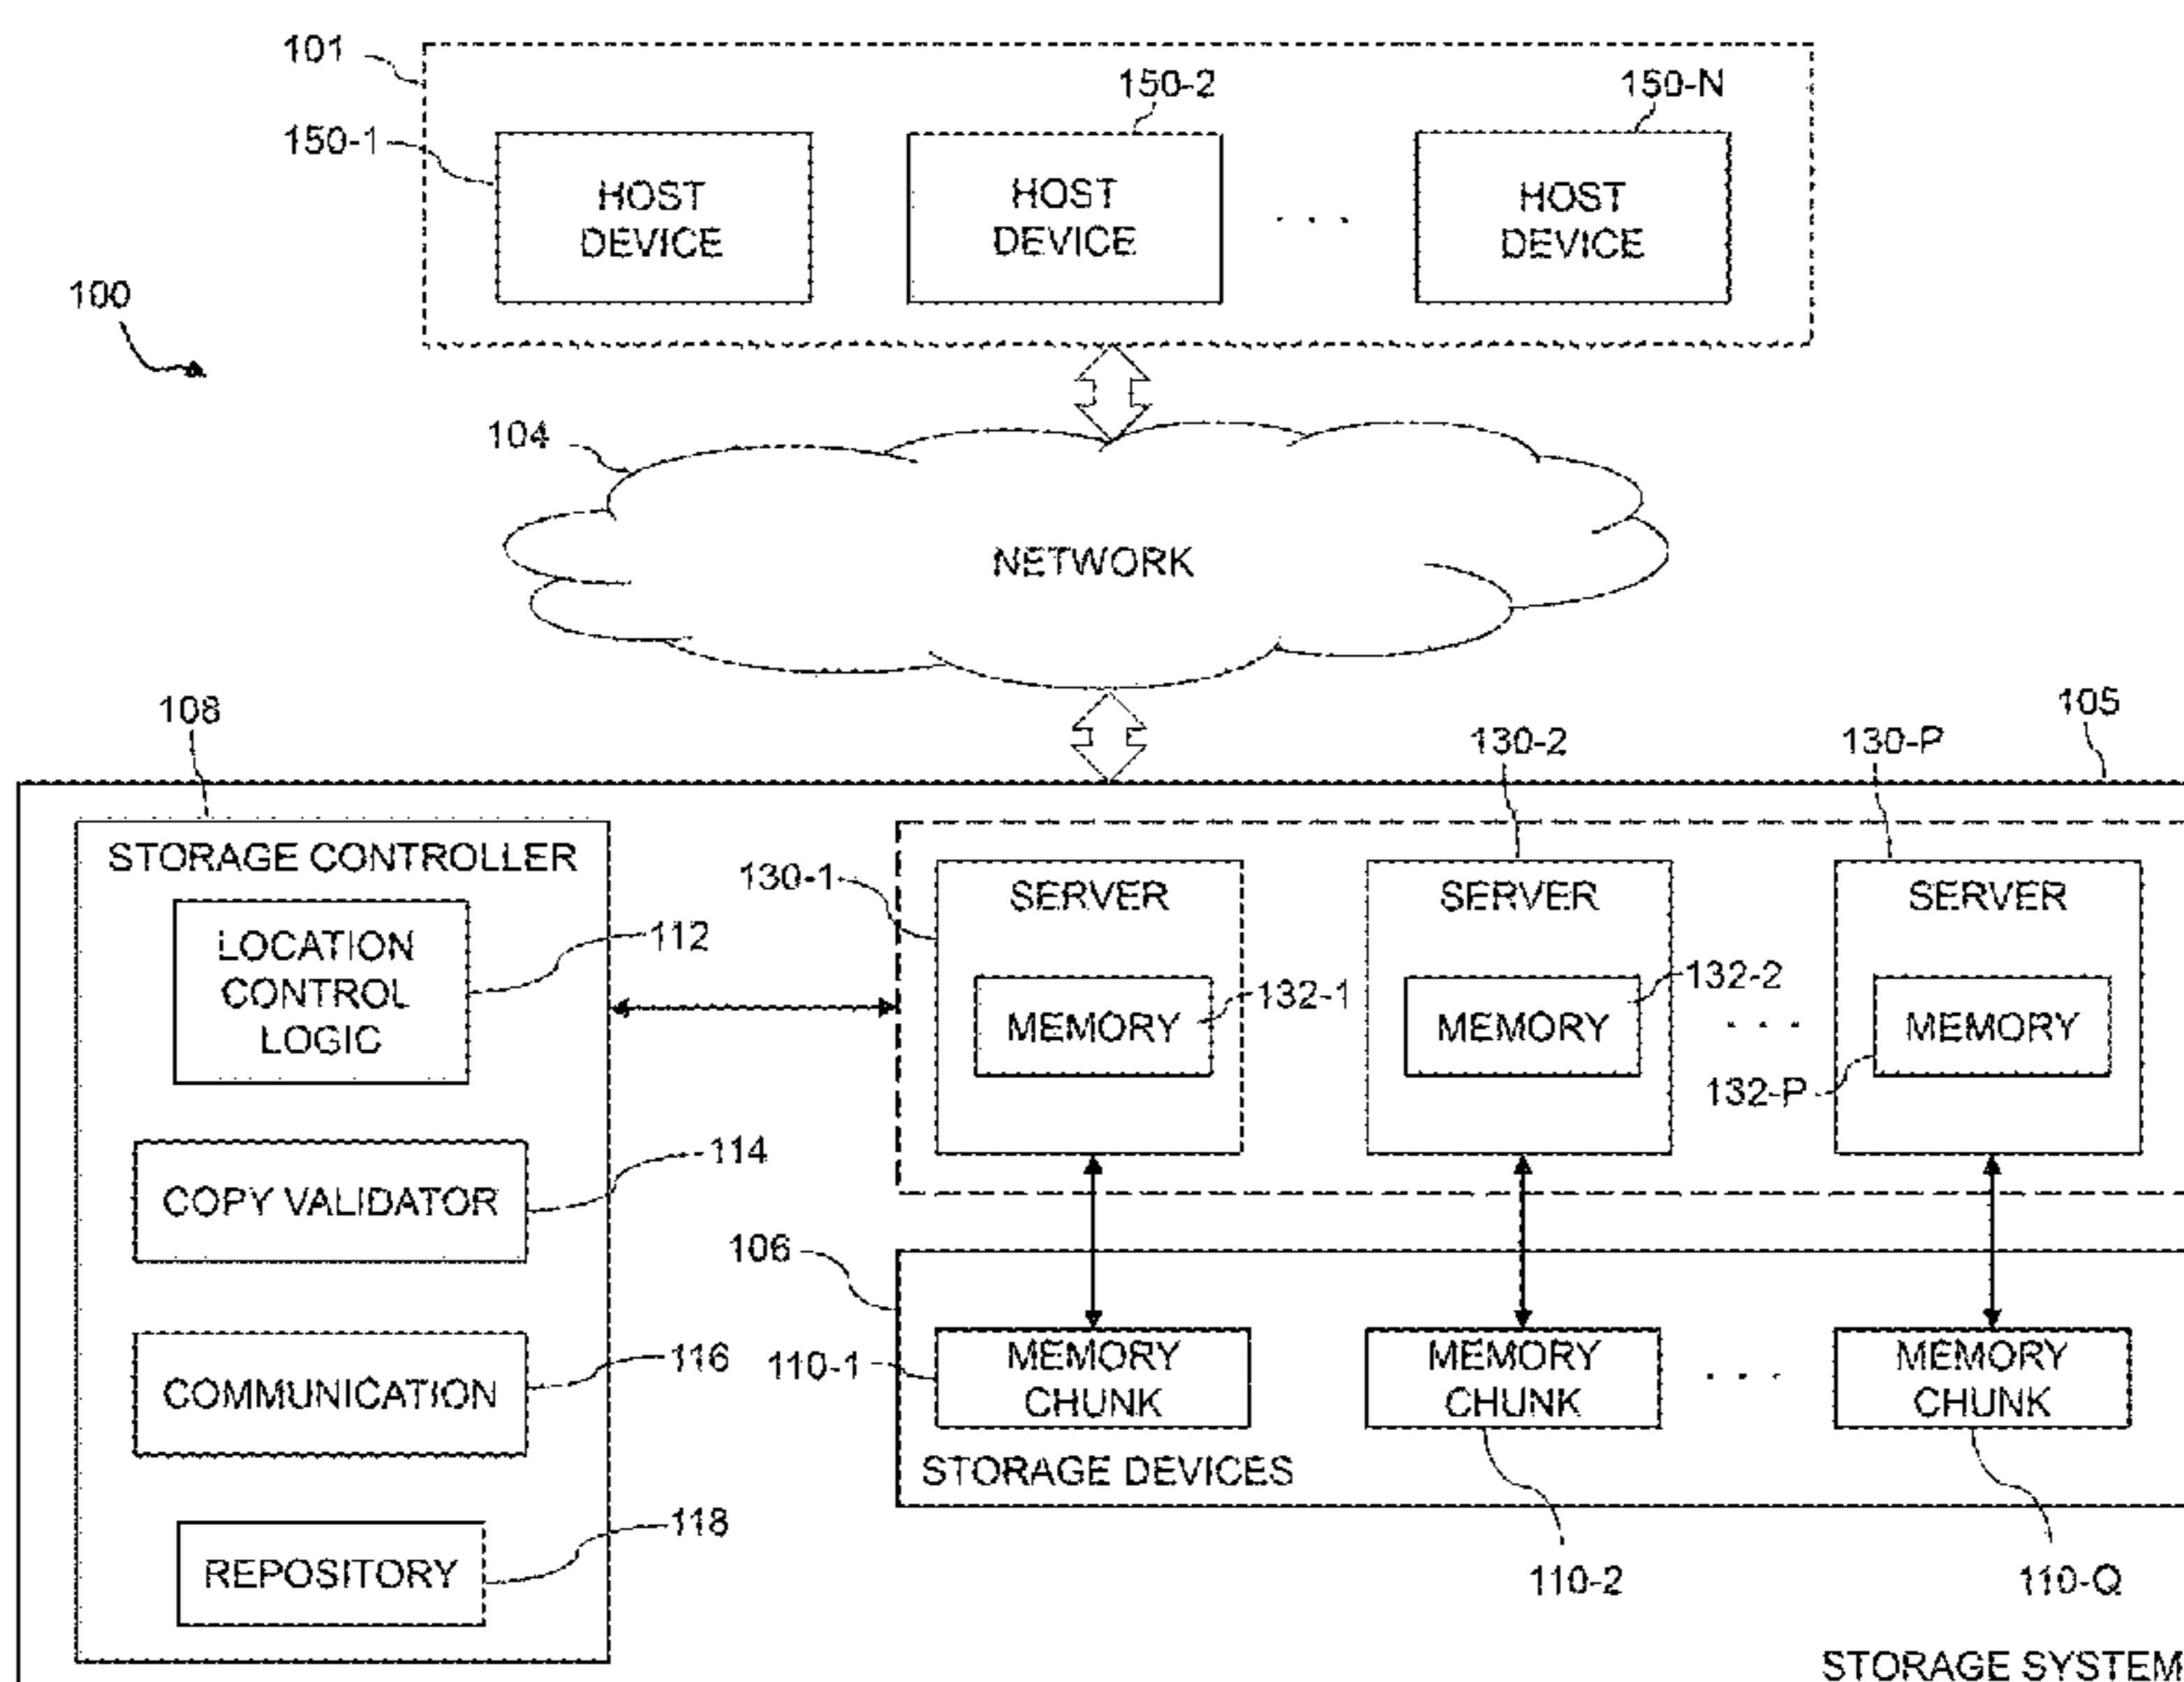 101
150-2
150-N
150-1
HOST
DEVICE
HOST
DEVICE
. . .
HOST
DEVICE
100
104
NETWORK
108
105
130-2
130-P
STORAGE CONTROLLER
130-1
SERVER
SERVER
SERVER
LOCATION
CONTROL
LOGIC
112
132-1
132-2
MEMORY
MEMORY
. . .
MEMORY
132-P
114
COPY VALIDATOR
106
116
COMMUNICATION
110-1
MEMORY
CHUNK
MEMORY
CHUNK
. . .
MEMORY
CHUNK
STORAGE DEVICES
118
REPOSITORY
110-2
110-Q
STORAGE SYSTEM